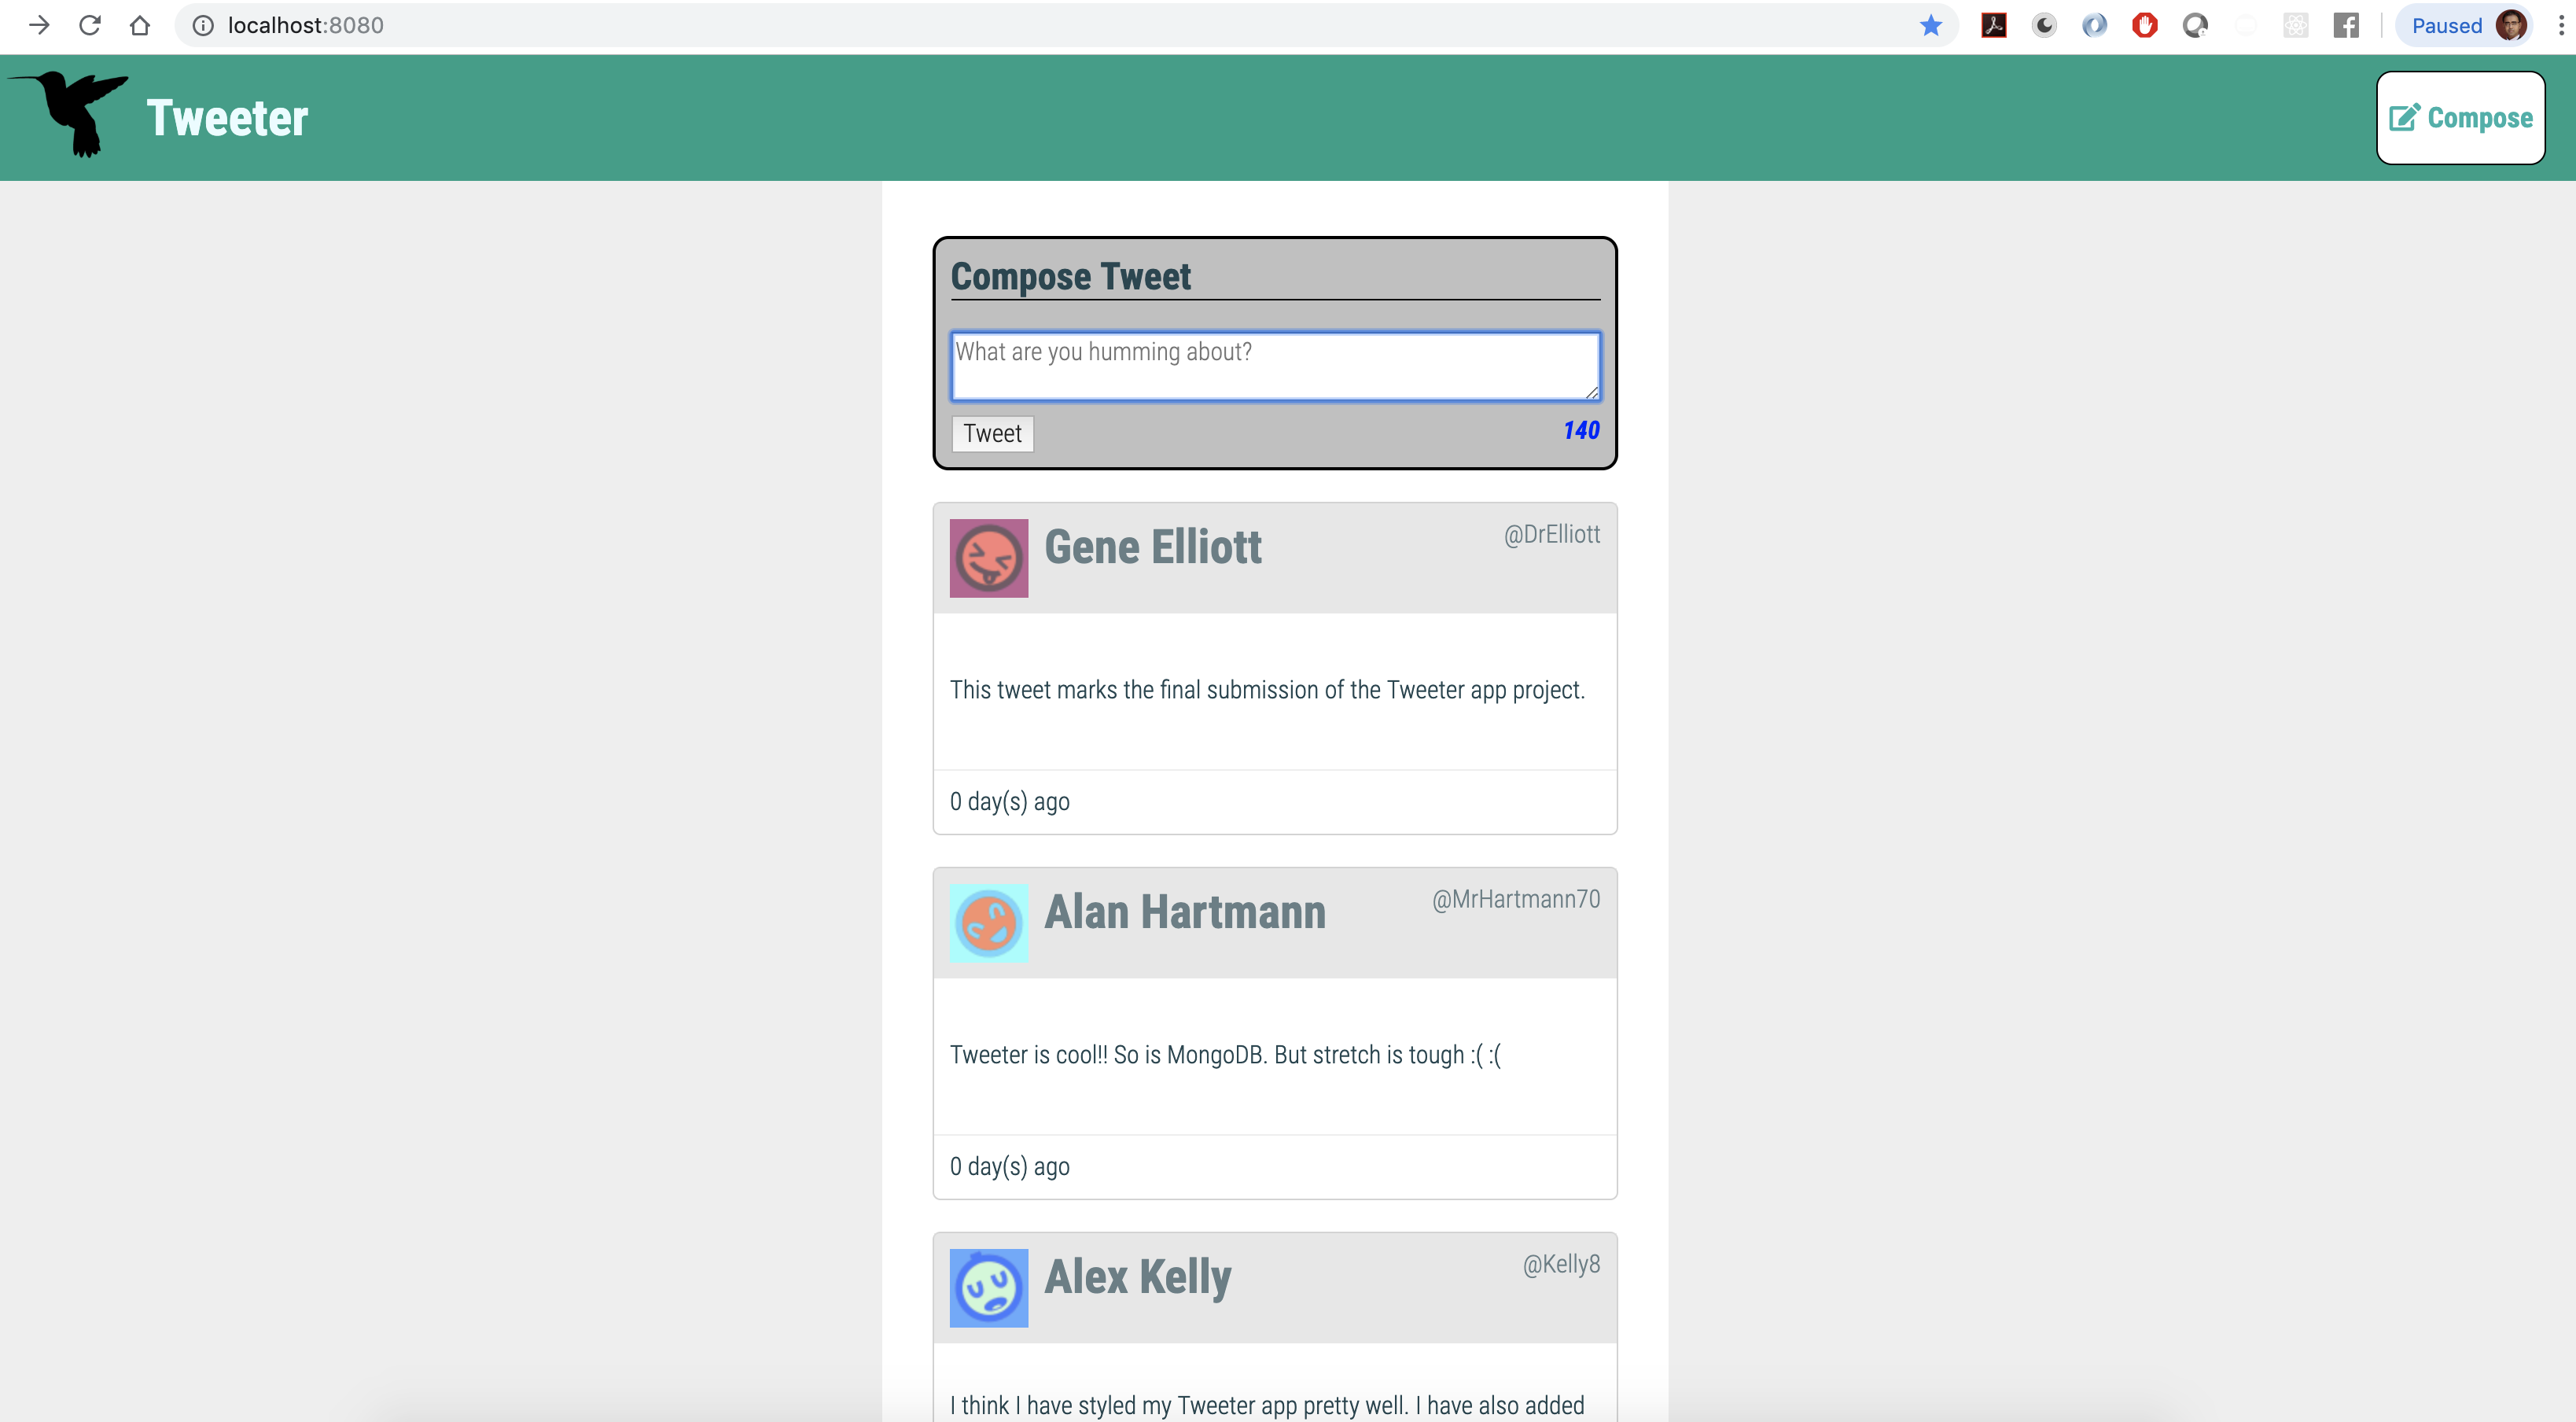 localhost:8080
Paused
Tweeter
Compose
Compose Tweet
What are you humming about?
Tweet
140
Gene Elliott
@DrElliott
This tweet marks the final submission of the Tweeter app project.
0 day(s) ago
Alan Hartmann
@MrHartmann70
Tweeter is cool!! So is MongoDB. But stretch is tough :( :(
0 day(s) ago
Alex Kelly
@Kelly8
I think I have styled my Tweeter app pretty well. I have also added